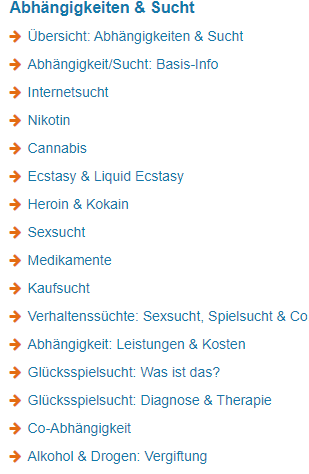 Abhängigkeiten & Sucht
Übersicht: Abhängigkeiten & Sucht
Abhängigkeit/Sucht: Basis-Info
Internetsucht
Nikotin
Cannabis
Ecstasy & Liquid Ecstasy
Heroin & Kokain
Sexsucht
Medikamente
Kaufsucht
Verhaltenssüchte: Sexsucht, Spielsucht & Co
Abhängigkeit: Leistungen & Kosten
Glücksspielsucht: Was ist das?
Glücksspielsucht: Diagnose & Therapie
Co-Abhängigkeit
Alkohol & Drogen: Vergiftung